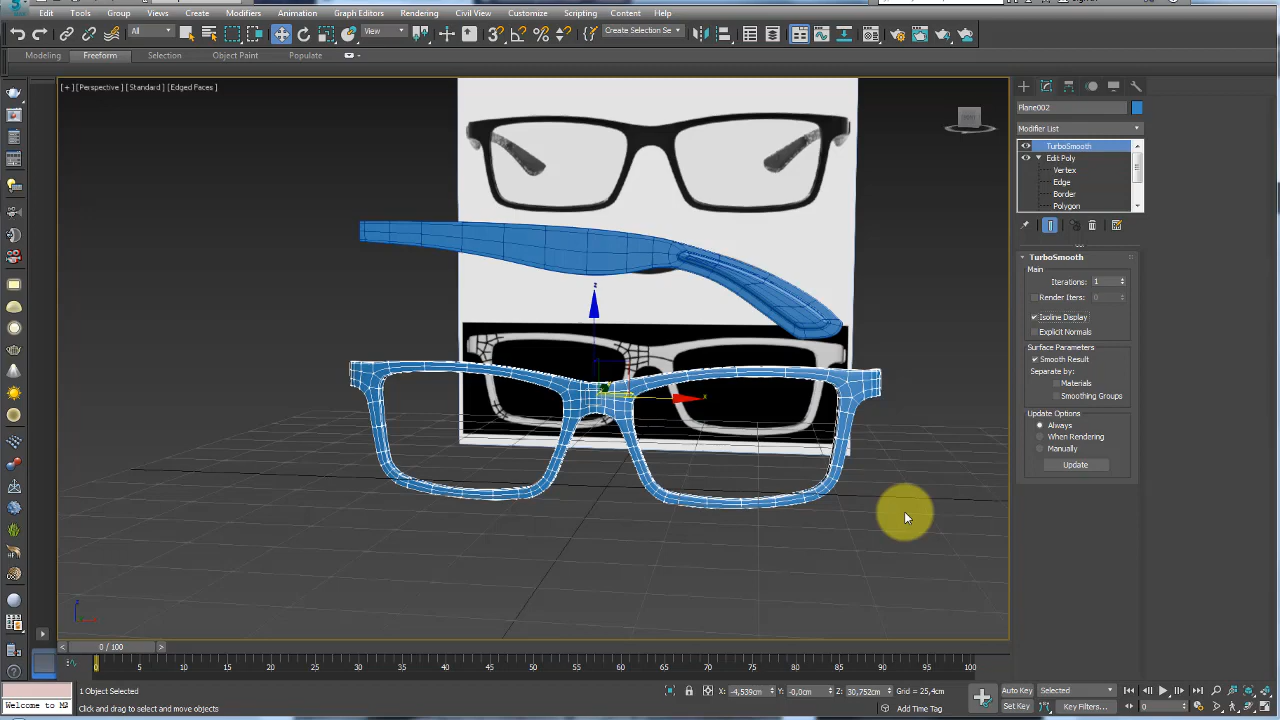 Edit Tools Group Views Create Modifiers Animation Graph Editors Rendering Civil View Customize Scripting Content Help
All View Create Selection Se
Modeling Freeform Selection Object Paint Populate
[+] [Perspective] [Standard] [Edged Faces]
Plane002
Modifier List
TurboSmooth
Edit Poly
Vertex
Edge
Border
Polygon
TurboSmooth
Main
Iterations: 1
Render Iters: 0
Isoline Display
Explicit Normals
Surface Parameters
Smooth Result
Separate by:
Materials
Smoothing Groups
Update Options
Always
When Rendering
Manually
Update
z
x
z
0 / 100
0 5 10 15 20 25 30 35 40 45 50 55 60 65 70 75 80 85 90 95 100
1 Object Selected
X: -4,539cm Y: -0,0cm Z: 30,752cm Grid = 25,4cm
Auto Key Selected
Welcome to M
Click and drag to select and move objects
Add Time Tag
Set Key Key Filters...
0